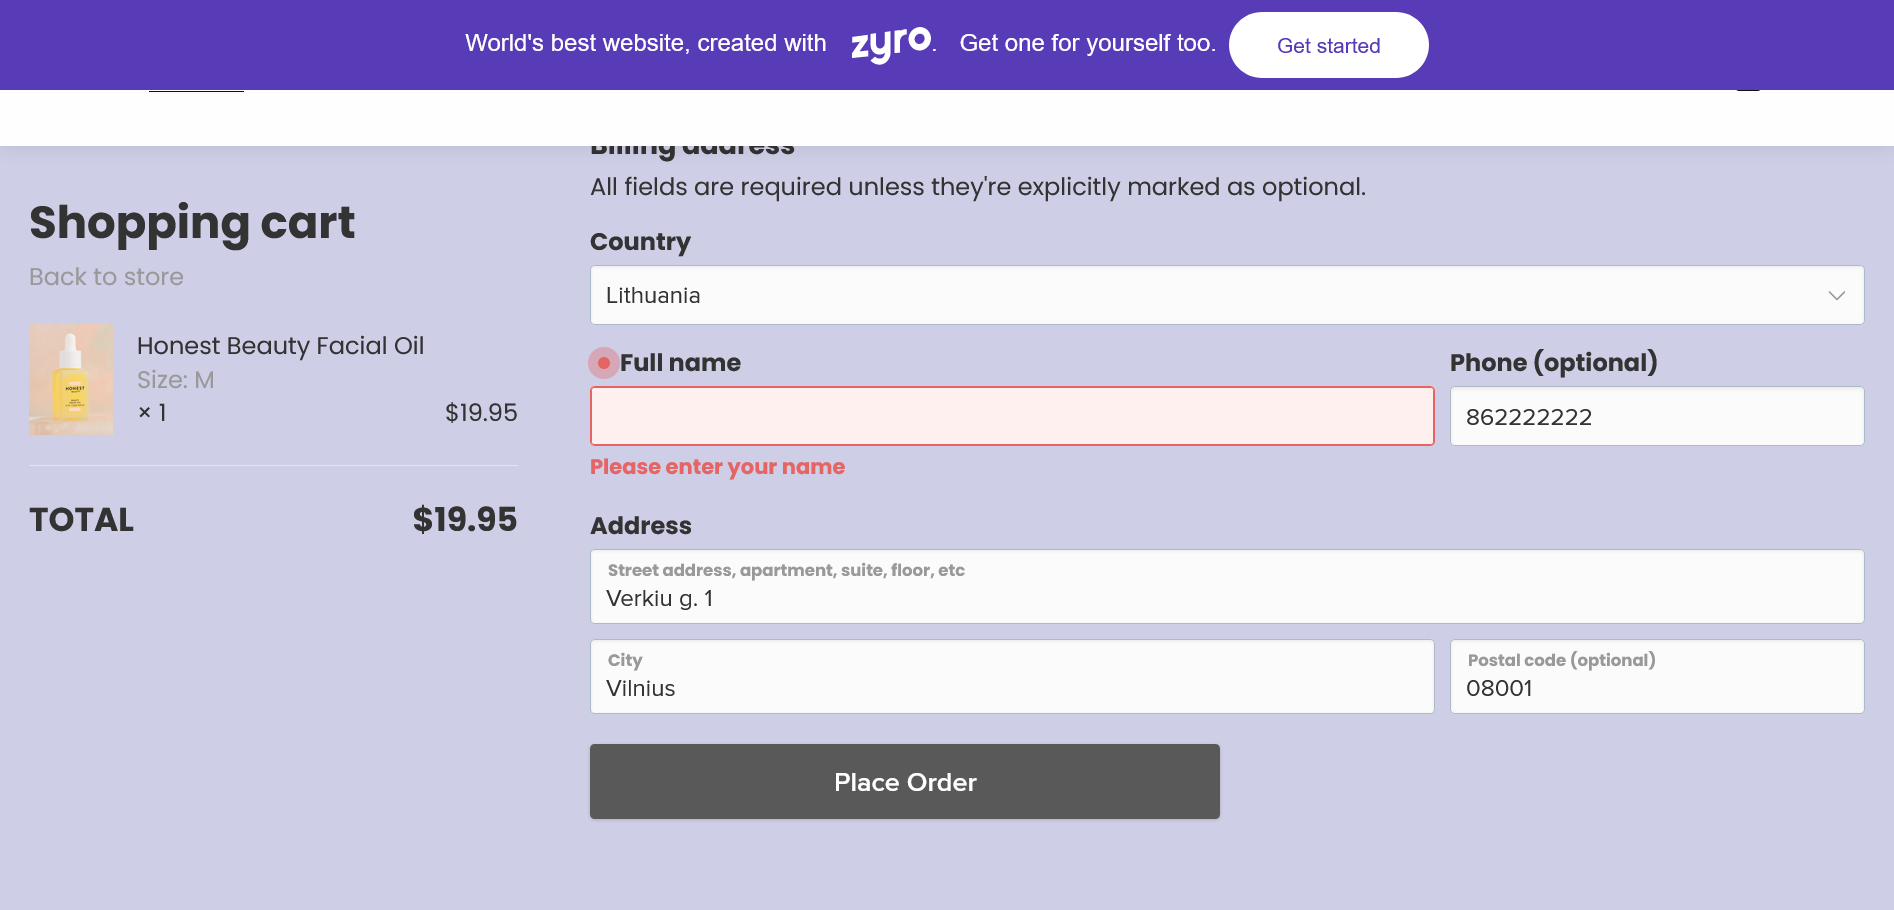 World's best website, created with zyro. Get one for yourself too. Get started
Billing address
All fields are required unless they're explicitly marked as optional.
Shopping cart
Back to store
Honest Beauty Facial Oil
Size: M
× 1 $19.95
TOTAL $19.95
Country
Lithuania
Full name
Please enter your name
Phone (optional)
862222222
Address
Street address, apartment, suite, floor, etc
Verkiu g. 1
City
Vilnius
Postal code (optional)
08001
Place Order
HONEST